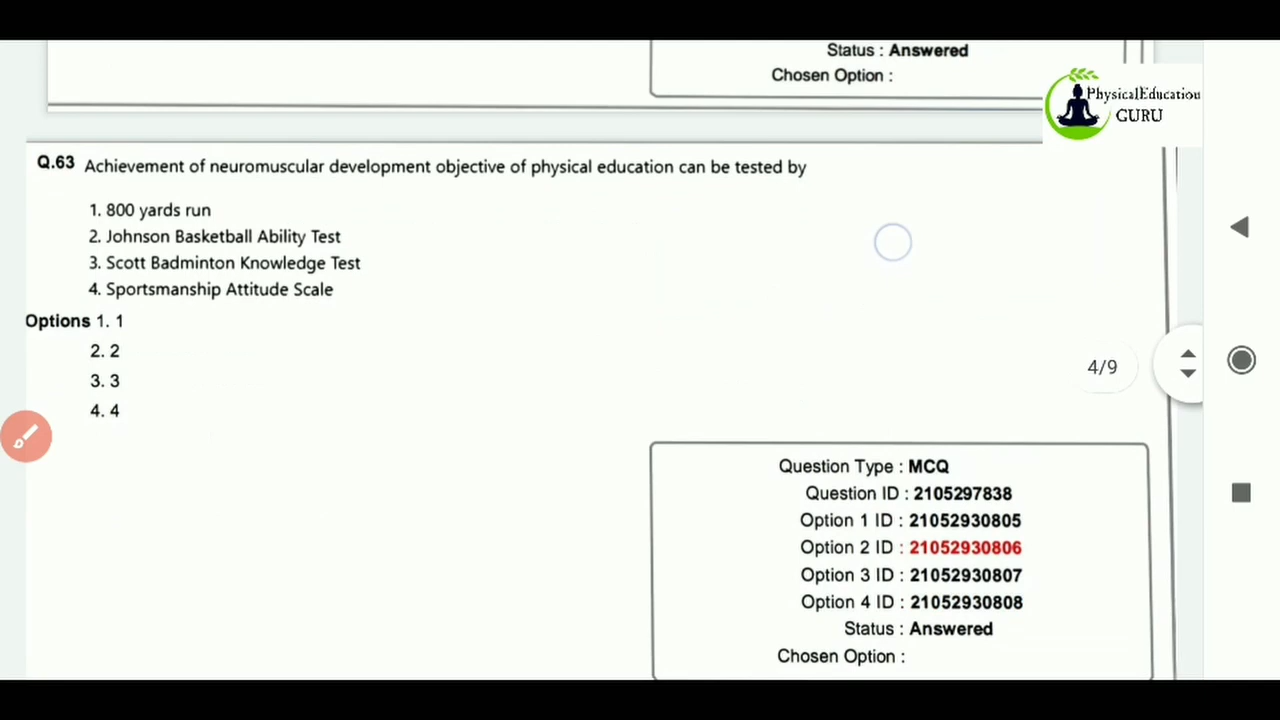 Status : Answered
Chosen Option :
PhysicalEducation
GURU
Q.63 Achievement of neuromuscular development objective of physical education can be tested by
1. 800 yards run
2. Johnson Basketball Ability Test
3. Scott Badminton Knowledge Test
4. Sportsmanship Attitude Scale
Options 1. 1
2. 2
3. 3
4. 4
4/9
Question Type : MCQ
Question ID : 2105297838
Option 1 ID : 21052930805
Option 2 ID : 21052930806
Option 3 ID : 21052930807
Option 4 ID : 21052930808
Status : Answered
Chosen Option :